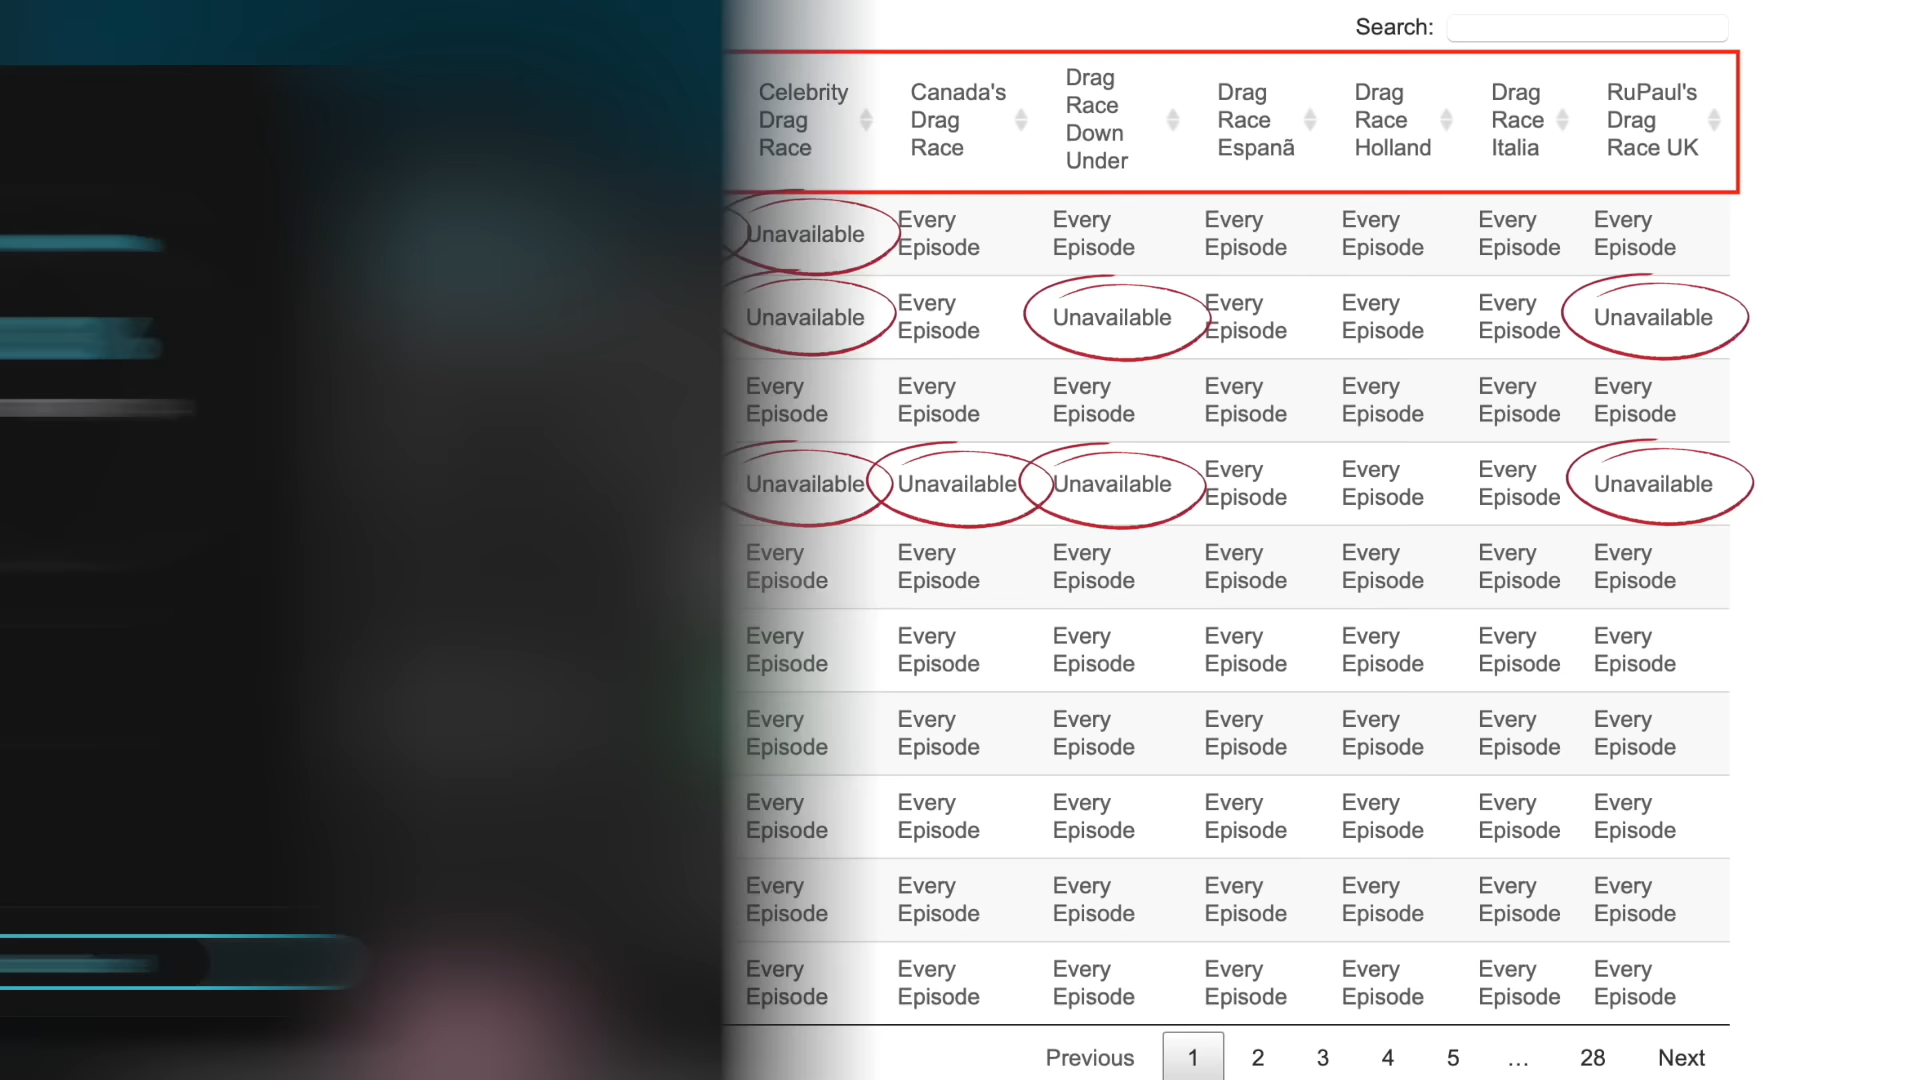 Search:
Celebrity Drag Race
Canada's Drag Race
Drag Race Down Under
Drag Race Espanã
Drag Race Holland
Drag Race Italia
RuPaul's Drag Race UK
Unavailable Every Episode Every Episode Every Episode Every Episode Every Episode Every Episode
Unavailable Every Episode Unavailable Every Episode Every Episode Every Episode Unavailable
Every Episode Every Episode Every Episode Every Episode Every Episode Every Episode Every Episode
Unavailable Unavailable Unavailable Every Episode Every Episode Every Episode Unavailable
Every Episode Every Episode Every Episode Every Episode Every Episode Every Episode Every Episode
Every Episode Every Episode Every Episode Every Episode Every Episode Every Episode Every Episode
Every Episode Every Episode Every Episode Every Episode Every Episode Every Episode Every Episode
Every Episode Every Episode Every Episode Every Episode Every Episode Every Episode Every Episode
Every Episode Every Episode Every Episode Every Episode Every Episode Every Episode Every Episode
Every Episode Every Episode Every Episode Every Episode Every Episode Every Episode Every Episode
Previous 1 2 3 4 5 … 28 Next